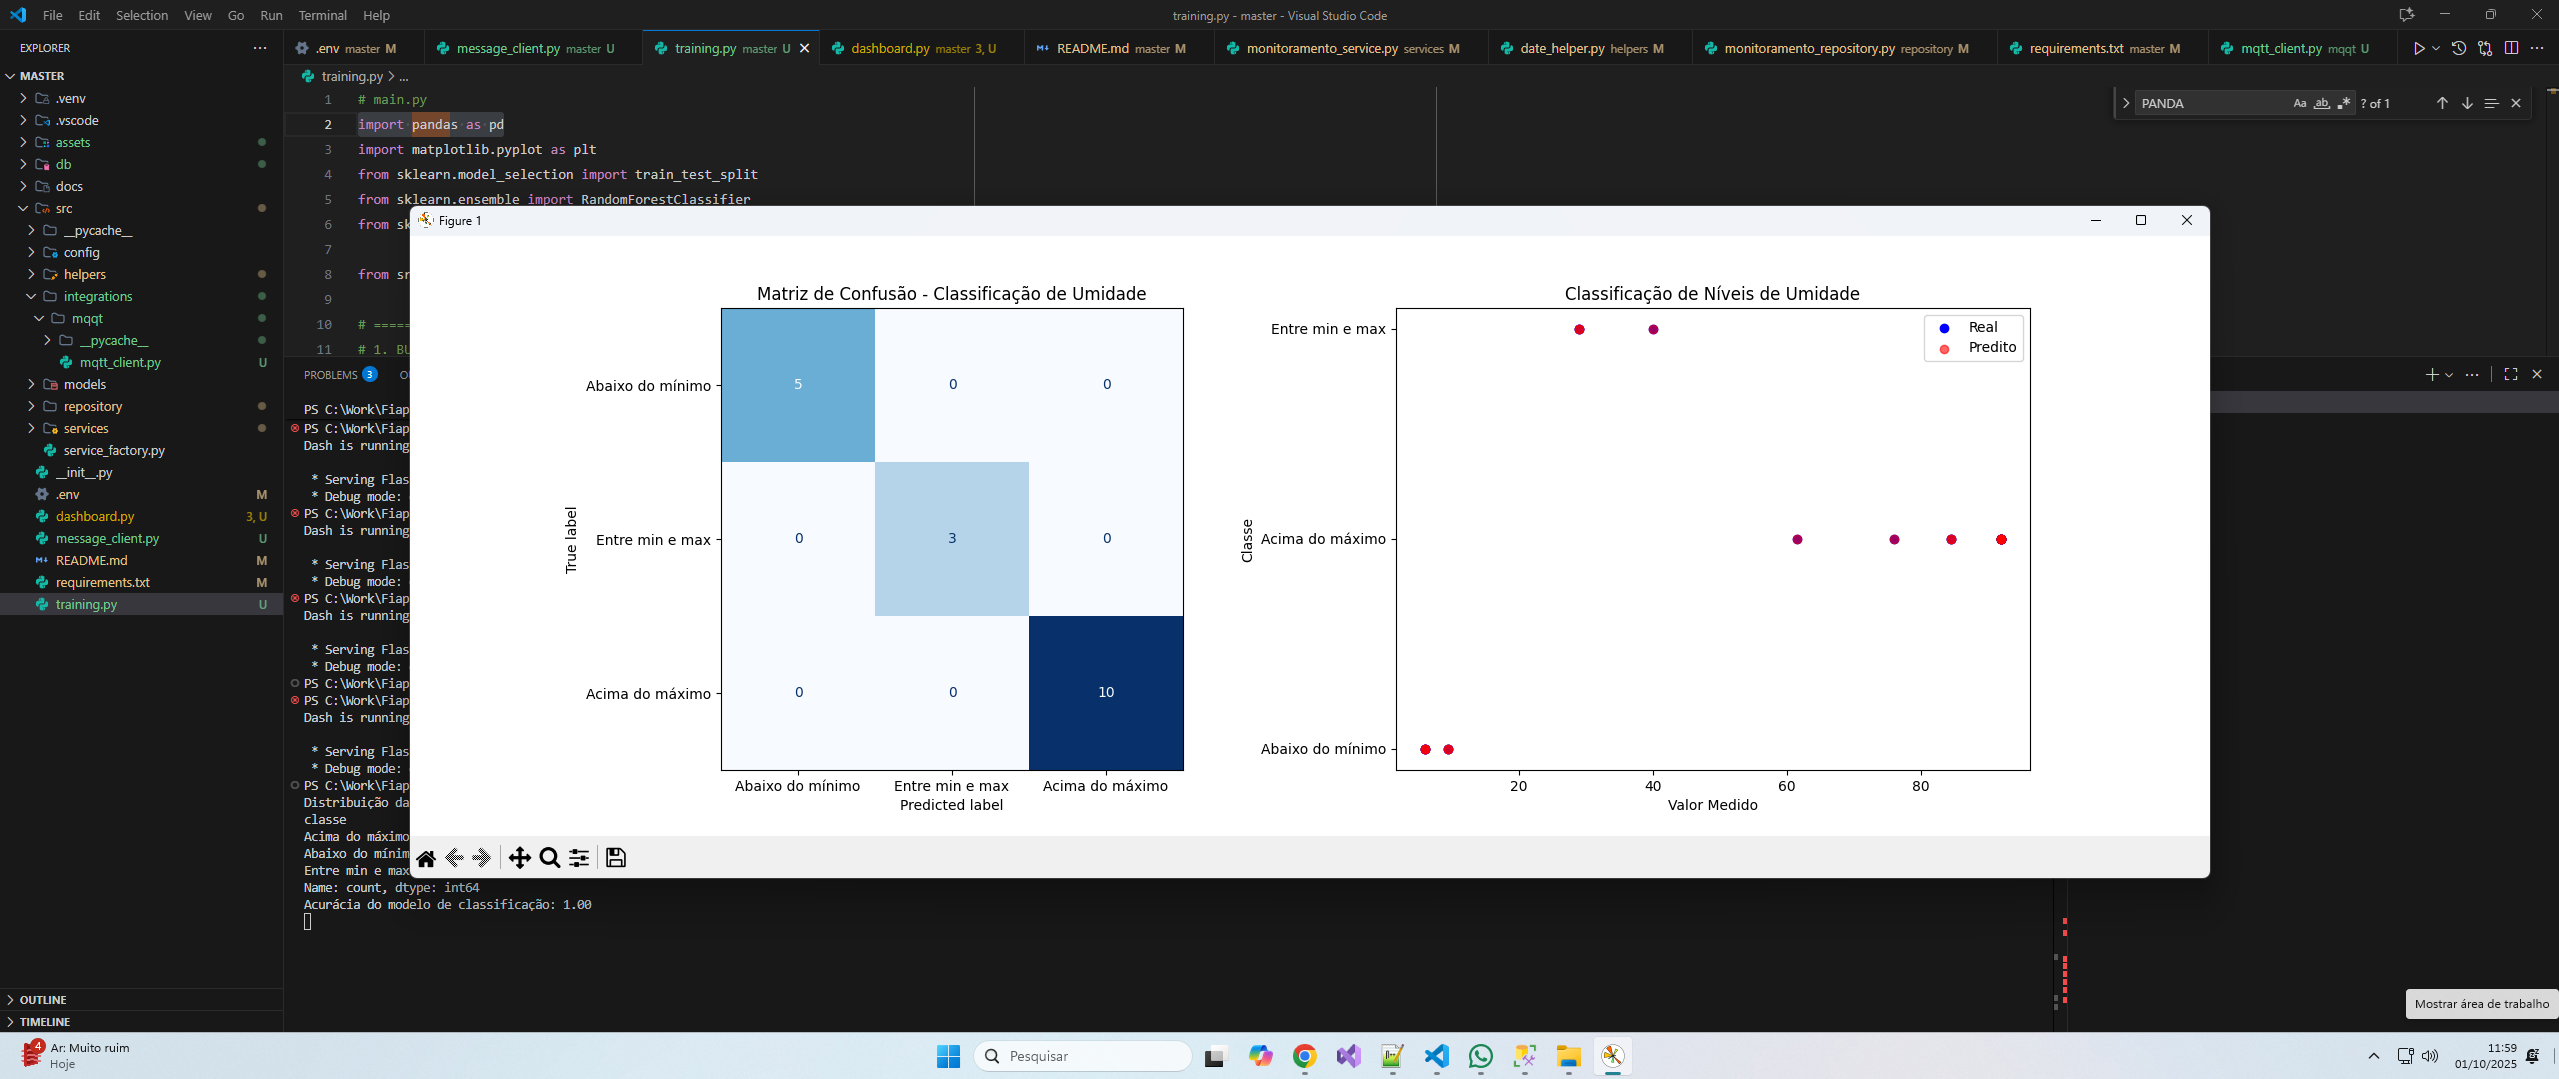 File Edit Selection View Go Run Terminal Help
training.py - master - Visual Studio Code
EXPLORER
.env master M
message_client.py master U
training.py master U
dashboard.py master 3, U
README.md master M
monitoramento_service.py services M
date_helper.py helpers M
monitoramento_repository.py repository M
requirements.txt master M
mqtt_client.py mqqt U
MASTER
.venv
.vscode
assets
db
docs
src
__pycache__
config
helpers
integrations
mqqt
__pycache__
mqtt_client.py U
models
repository
services
service_factory.py
__init__.py
.env M
dashboard.py 3, U
message_client.py U
README.md M
requirements.txt M
training.py U
OUTLINE
TIMELINE
training.py > ...
1 # main.py
2 import pandas as pd
3 import matplotlib.pyplot as plt
4 from sklearn.model_selection import train_test_split
5 from sklearn.ensemble import RandomForestClassifier
6 from sk
7
8 from sr
9
10 # =====
11 # 1. BU
PANDA
Aa ab .*
? of 1
PROBLEMS 3
PS C:\Work\Fiap
PS C:\Work\Fiap
Dash is running
* Serving Flas
* Debug mode:
PS C:\Work\Fiap
Dash is running
* Serving Flas
* Debug mode:
PS C:\Work\Fiap
Dash is running
* Serving Flas
* Debug mode:
PS C:\Work\Fiap
PS C:\Work\Fiap
Dash is running
* Serving Flas
* Debug mode:
PS C:\Work\Fiap
Distribuição da
classe
Acima do máximo
Abaixo do mínim
Entre min e max
Name: count, dtype: int64
Acurácia do modelo de classificação: 1.00
Figure 1
Matriz de Confusão - Classificação de Umidade
True label
Abaixo do mínimo
Entre min e max
Acima do máximo
5 0 0
0 3 0
0 0 10
Abaixo do mínimo Entre min e max Acima do máximo
Predicted label
Classificação de Níveis de Umidade
Real
Predito
Classe
Entre min e max
Acima do máximo
Abaixo do mínimo
20 40 60 80
Valor Medido
Mostrar área de trabalho
4
Ar: Muito ruim
Hoje
Pesquisar
11:59
01/10/2025